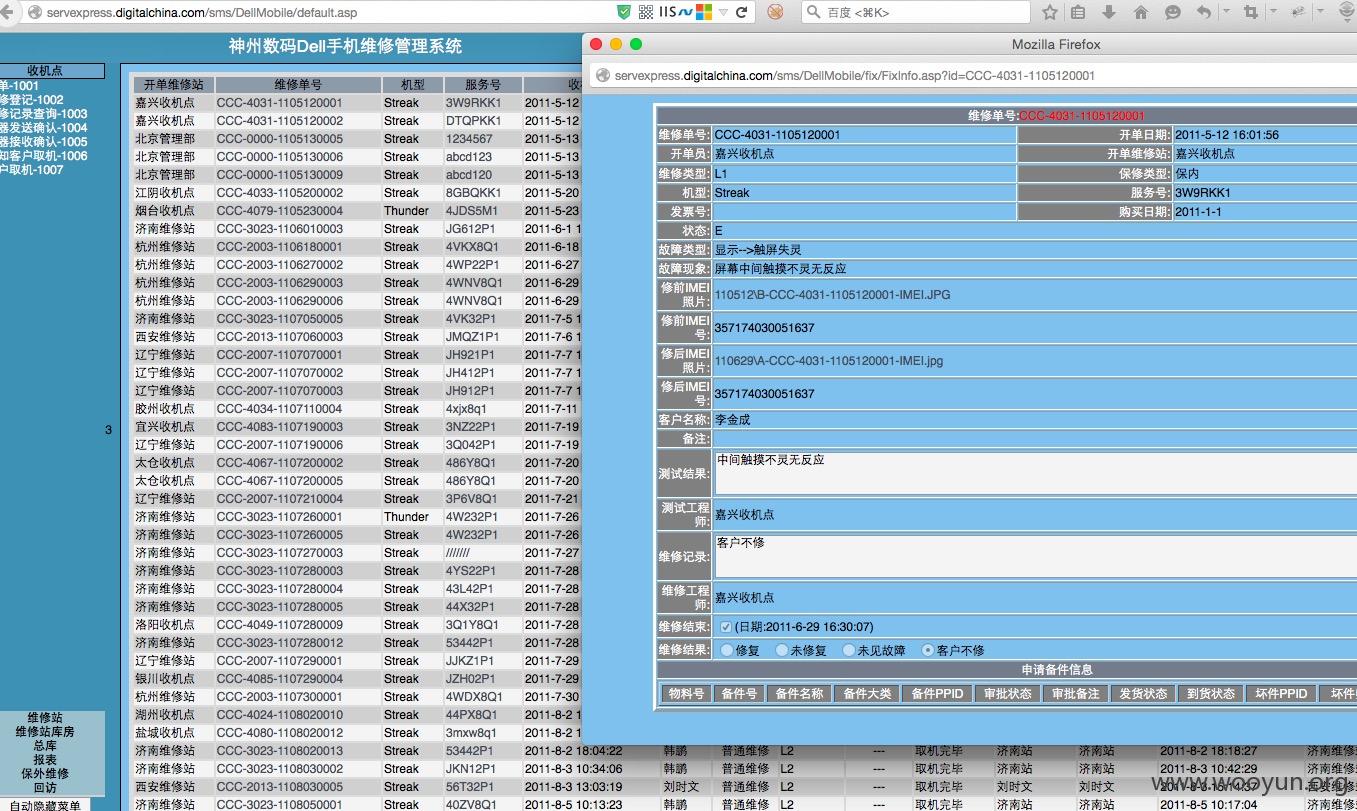 servexpress.digitalchina.com/sms/DellMobile/default.asp
IIS
百度 <⌘K>
神州数码Dell手机维修管理系统
收机点
单-1001
修登记-1002
修记录查询-1003
器发送确认-1004
器接收确认-1005
知客户取机-1006
户取机-1007
3
维修站
维修站库房
总库
报表
保外维修
回访
自动隐藏菜单
开单维修站 维修单号 机型 服务号 收
嘉兴收机点 CCC-4031-1105120001 Streak 3W9RKK1 2011-5-12
嘉兴收机点 CCC-4031-1105120002 Streak DTQPKK1 2011-5-12
北京管理部 CCC-0000-1105130005 Streak 1234567 2011-5-13
北京管理部 CCC-0000-1105130006 Streak abcd123 2011-5-13
北京管理部 CCC-0000-1105130009 Streak abcd120 2011-5-13
江阴收机点 CCC-4033-1105200002 Streak 8GBQKK1 2011-5-20
烟台收机点 CCC-4079-1105230004 Thunder 4JDS5M1 2011-5-23
济南维修站 CCC-3023-1106010003 Streak JG612P1 2011-6-1 1
杭州维修站 CCC-2003-1106180001 Streak 4VKX8Q1 2011-6-18
杭州维修站 CCC-2003-1106270002 Streak 4WP22P1 2011-6-27
杭州维修站 CCC-2003-1106290003 Streak 4WNV8Q1 2011-6-29
杭州维修站 CCC-2003-1106290006 Streak 4WNV8Q1 2011-6-29
济南维修站 CCC-3023-1107050005 Streak 4VK32P1 2011-7-5 1
西安维修站 CCC-2013-1107060003 Streak JMQZ1P1 2011-7-6 1
辽宁维修站 CCC-2007-1107070001 Streak JH921P1 2011-7-7 1
辽宁维修站 CCC-2007-1107070002 Streak JH412P1 2011-7-7 1
辽宁维修站 CCC-2007-1107070003 Streak JH912P1 2011-7-7 1
胶州收机点 CCC-4034-1107110004 Streak 4xjx8q1 2011-7-11
宜兴收机点 CCC-4083-1107190003 Streak 3NZ22P1 2011-7-19
辽宁维修站 CCC-2007-1107190006 Streak 3Q042P1 2011-7-19
太仓收机点 CCC-4067-1107200002 Streak 486Y8Q1 2011-7-20
太仓收机点 CCC-4067-1107200005 Streak 486Y8Q1 2011-7-20
辽宁维修站 CCC-2007-1107210004 Streak 3P6V8Q1 2011-7-21
济南维修站 CCC-3023-1107260001 Thunder 4W232P1 2011-7-26
济南维修站 CCC-3023-1107260005 Streak 4W232P1 2011-7-26
济南维修站 CCC-3023-1107270003 Streak /////// 2011-7-27
济南维修站 CCC-3023-1107280003 Streak 4YS22P1 2011-7-28
济南维修站 CCC-3023-1107280004 Streak 43L42P1 2011-7-28
济南维修站 CCC-3023-1107280005 Streak 44X32P1 2011-7-28
洛阳收机点 CCC-4049-1107280009 Streak 3Q1Y8Q1 2011-7-28
济南维修站 CCC-3023-1107280012 Streak 53442P1 2011-7-28
辽宁维修站 CCC-2007-1107290001 Streak JJKZ1P1 2011-7-29
银川收机点 CCC-4085-1107290004 Streak JZH02P1 2011-7-29
杭州维修站 CCC-2003-1107300001 Streak 4WDX8Q1 2011-7-30
湖州收机点 CCC-4024-1108020010 Streak 44PX8Q1 2011-8-2 1
盐城收机点 CCC-4080-1108020012 Streak 3mxw8q1 2011-8-2 1
济南维修站 CCC-3023-1108020013 Streak 53442P1 2011-8-2 18:04:22 韩鹏 普通维修 L2 --- 取机完毕 济南站 济南站 2011-8-2 18:18:27 济南维修
济南维修站 CCC-3023-1108030002 Streak JKN12P1 2011-8-3 10:34:06 韩鹏 普通维修 L2 --- 取机完毕 济南站 济南站 2011-8-3 10:42:29 济南维修
西安维修站 CCC-2013-1108030005 Streak 56T32P1 2011-8-3 13:03:19 刘时文 普通维修 L2 --- 取机完毕 刘时文 刘时文
济南维修站 CCC-3023-1108050001 Streak 40ZV8Q1 2011-8-5 10:13:23 韩鹏 普通维修 L2 --- 取机完毕 济南站 济南站 2011-8-5 10:17:04 济南维修
Mozilla Firefox
servexpress.digitalchina.com/sms/DellMobile/fix/FixInfo.asp?id=CCC-4031-1105120001
维修单号:CCC-4031-1105120001
维修单号: CCC-4031-1105120001 开单日期: 2011-5-12 16:01:56
开单员: 嘉兴收机点 开单维修站: 嘉兴收机点
维修类型: L1 保修类型: 保内
机型: Streak 服务号: 3W9RKK1
发票号: 购买日期: 2011-1-1
状态: E
故障类型: 显示-->触屏失灵
故障现象: 屏幕中间触摸不灵无反应
修前IMEI照片: 110512\B-CCC-4031-1105120001-IMEI.JPG
修前IMEI号: 357174030051637
修后IMEI照片: 110629\A-CCC-4031-1105120001-IMEI.jpg
修后IMEI号: 357174030051637
客户名称: 李金成
备注:
测试结果: 中间触摸不灵无反应
测试工程师: 嘉兴收机点
维修记录: 客户不修
维修工程师: 嘉兴收机点
维修结束: (日期:2011-6-29 16:30:07)
维修结果: 修复 未修复 未见故障 客户不修
申请备件信息
物料号 备件号 备件名称 备件大类 备件PPID 审批状态 审批备注 发货状态 到货状态 坏件PPID 坏件
www.wooyun.org